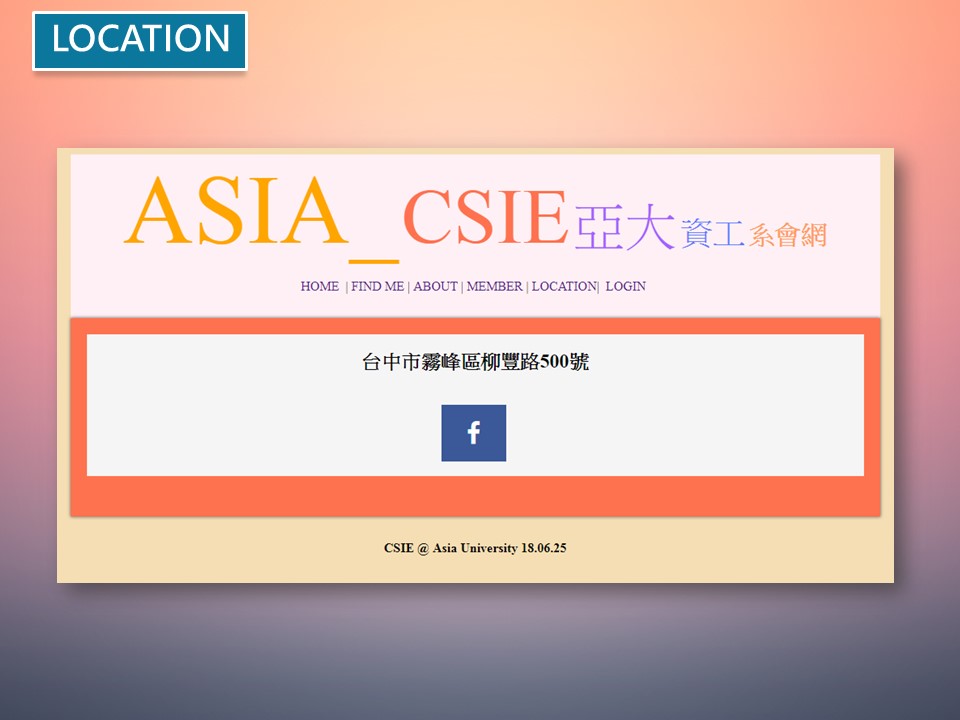 LOCATION
ASIA_CSIE亞大資工系會網
HOME | FIND ME | ABOUT | MEMBER | LOCATION| LOGIN
台中市霧峰區柳豐路500號
f
CSIE @ Asia University 18.06.25